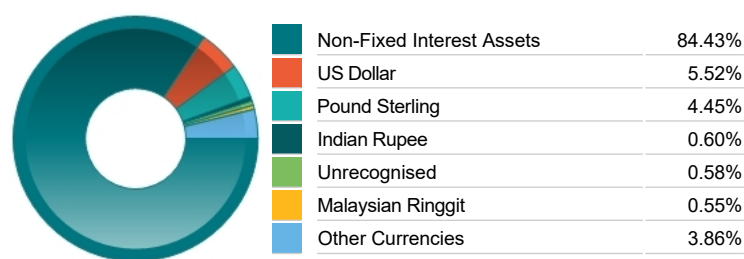 Non-Fixed Interest Assets 84.43%
US Dollar 5.52%
Pound Sterling 4.45%
Indian Rupee 0.60%
Unrecognised 0.58%
Malaysian Ringgit 0.55%
Other Currencies 3.86%